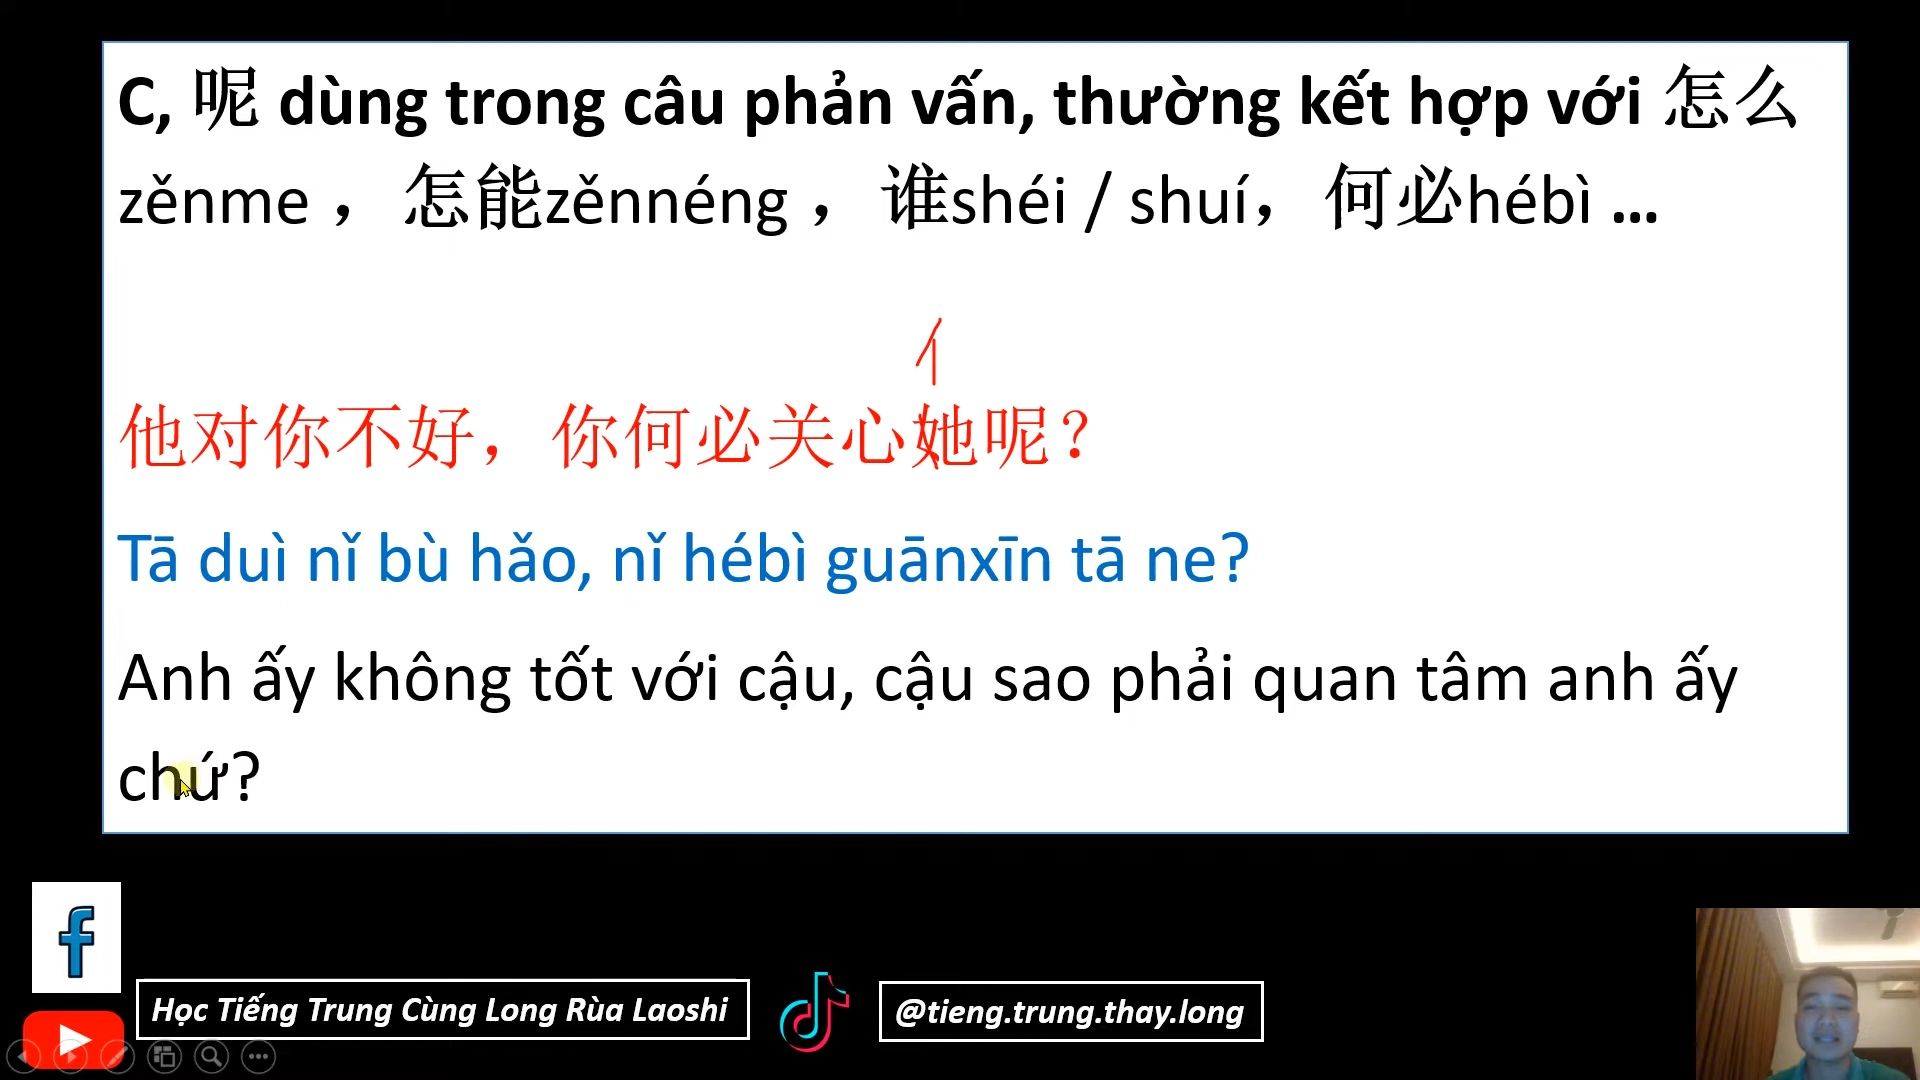 C, 呢 dùng trong câu phản vấn, thường kết hợp với 怎么
zěnme ，怎能zěnnéng ，谁shéi / shuí，何必hébì ...
亻
他对你不好，你何必关心她呢？
Tā duì nǐ bù hǎo, nǐ hébì guānxīn tā ne?
Anh ấy không tốt với cậu, cậu sao phải quan tâm anh ấy
chứ?
Học Tiếng Trung Cùng Long Rùa Laoshi
@tieng.trung.thay.long